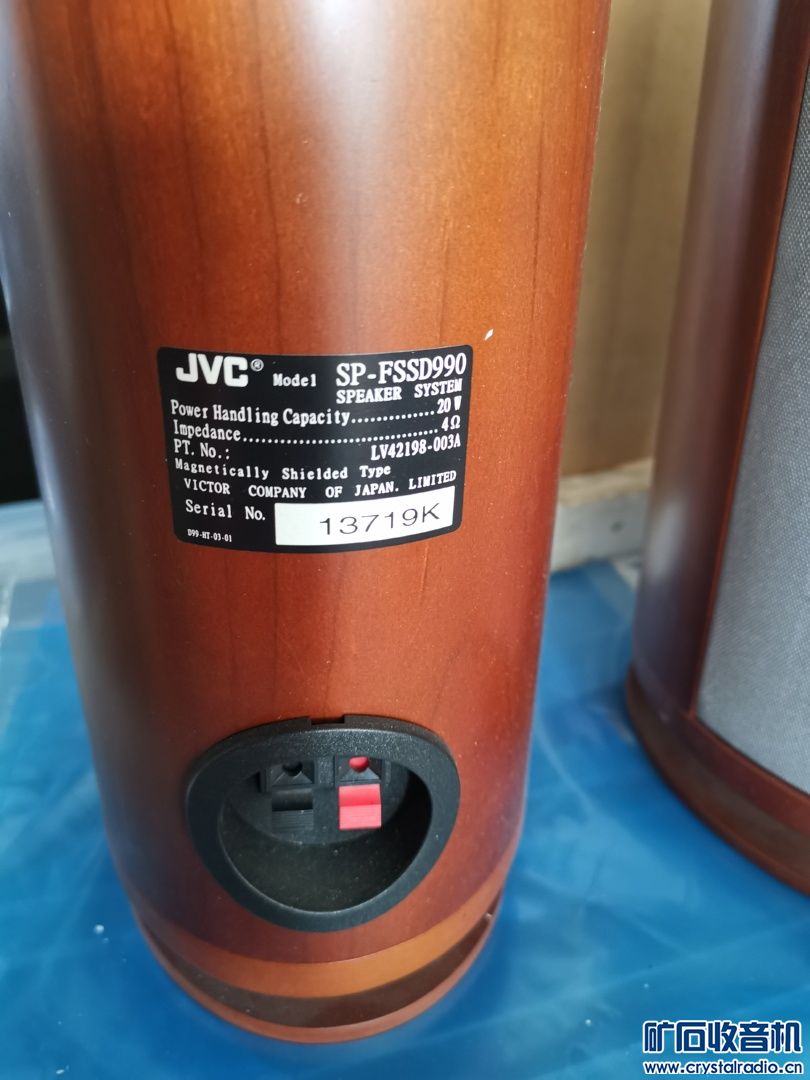 JVC® Model SP-FSSD990
SPEAKER SYSTEM
Power Handling Capacity..............20 W
Impedance................................4Ω
PT. No.: LV42198-003A
Magnetically Shielded Type
VICTOR COMPANY OF JAPAN. LIMITED
Serial No. 13719K
D99-HT-03-01
矿石收音机
www.crystalradio.cn